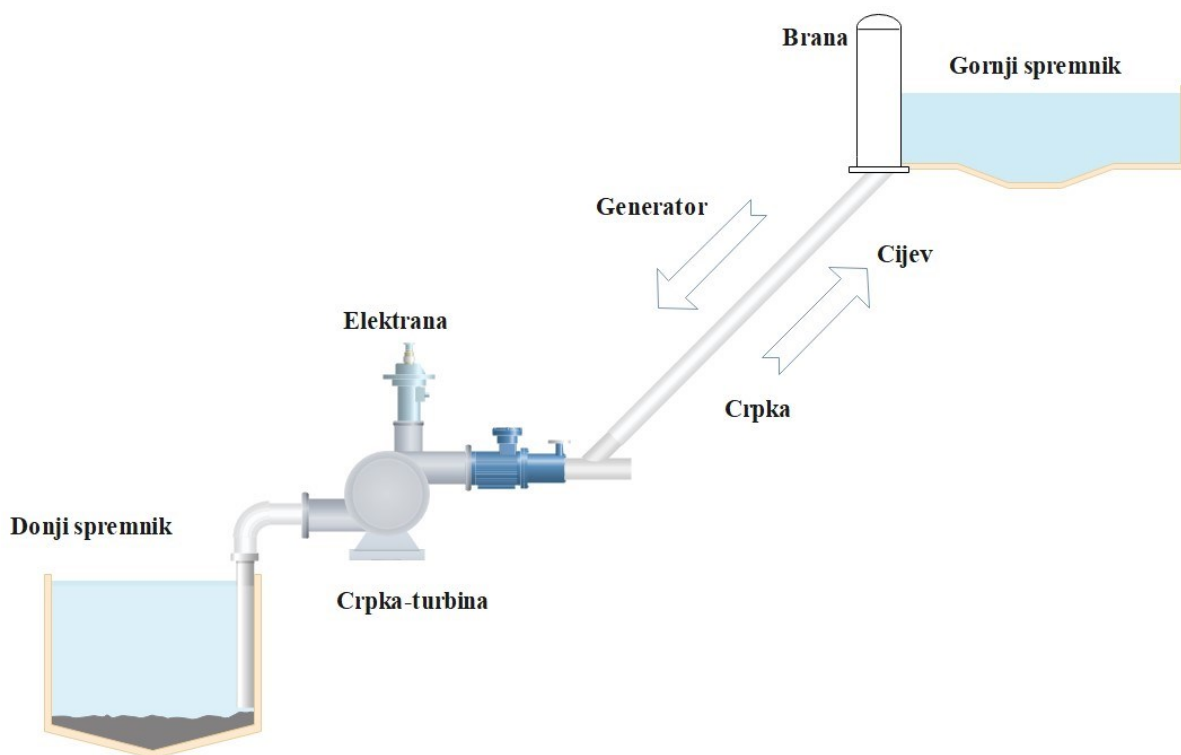 Brana
Gornji spremnik
Generator
Cijev
Elektrana
Crpka
Donji spremnik
Crpka-turbina